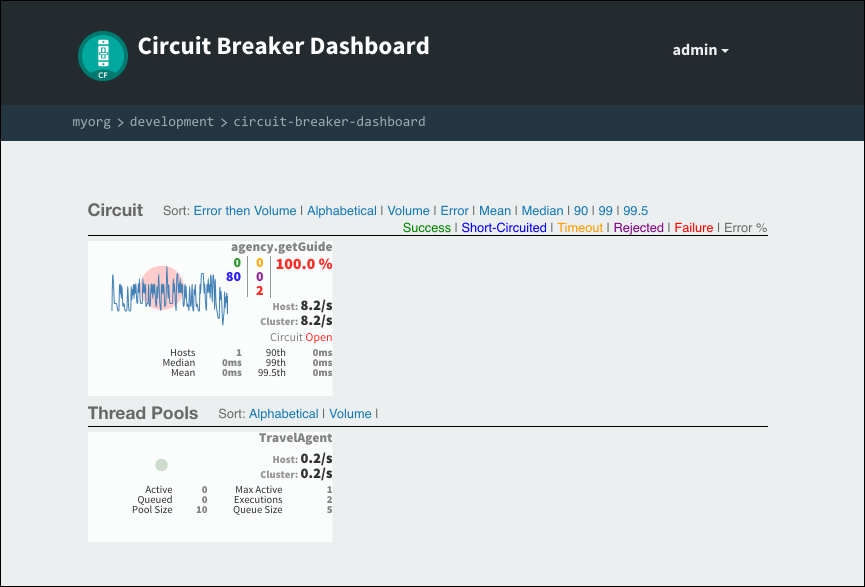 Circuit Breaker Dashboard
admin
CF
myorg > development > circuit-breaker-dashboard
Circuit Sort: Error then Volume | Alphabetical | Volume | Error | Mean | Median | 90 | 99 | 99.5
Success | Short-Circuited | Timeout | Rejected | Failure | Error %
agency.getGuide
0 0 100.0 %
80 0
2
Host: 8.2/s
Cluster: 8.2/s
Circuit Open
Hosts 1 90th 0ms
Median 0ms 99th 0ms
Mean 0ms 99.5th 0ms
Thread Pools Sort: Alphabetical | Volume |
TravelAgent
Host: 0.2/s
Cluster: 0.2/s
Active 0 Max Active 1
Queued 0 Executions 2
Pool Size 10 Queue Size 5